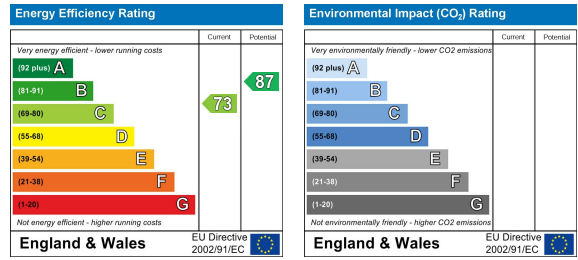 Energy Efficiency Rating
Current Potential
Very energy efficient - lower running costs
(92 plus) A
(81-91) B
(69-80) C
(55-68) D
(39-54) E
(21-38) F
(1-20) G
73
87
Not energy efficient - higher running costs
England & Wales
EU Directive
2002/91/EC
Environmental Impact (CO₂) Rating
Current Potential
Very environmentally friendly - lower CO2 emissions
(92 plus) A
(81-91) B
(69-80) C
(55-68) D
(39-54) E
(21-38) F
(1-20) G
Not environmentally friendly - higher CO2 emissions
England & Wales
EU Directive
2002/91/EC